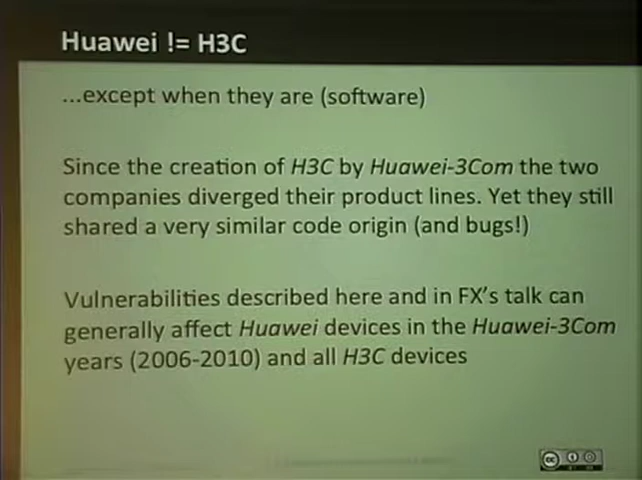 Huawei != H3C
...except when they are (software)
Since the creation of H3C by Huawei-3Com the two
companies diverged their product lines. Yet they still
shared a very similar code origin (and bugs!)
Vulnerabilities described here and in FX's talk can
generally affect Huawei devices in the Huawei-3Com
years (2006-2010) and all H3C devices
cc